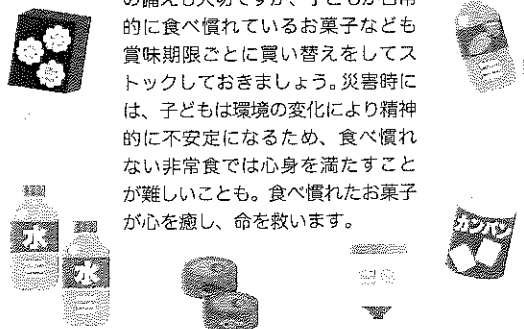 の備えも大切ですが、子どもが日常
的に食べ慣れているお菓子なども
賞味期限ごとに買い替えをしてス
トックしておきましょう。災害時に
は、子どもは環境の変化により精神
的に不安定になるため、食べ慣れ
ない非常食では心身を満たすこと
が難しいことも。食べ慣れたお菓子
が心を癒し、命を救います。
水
水
カンパン